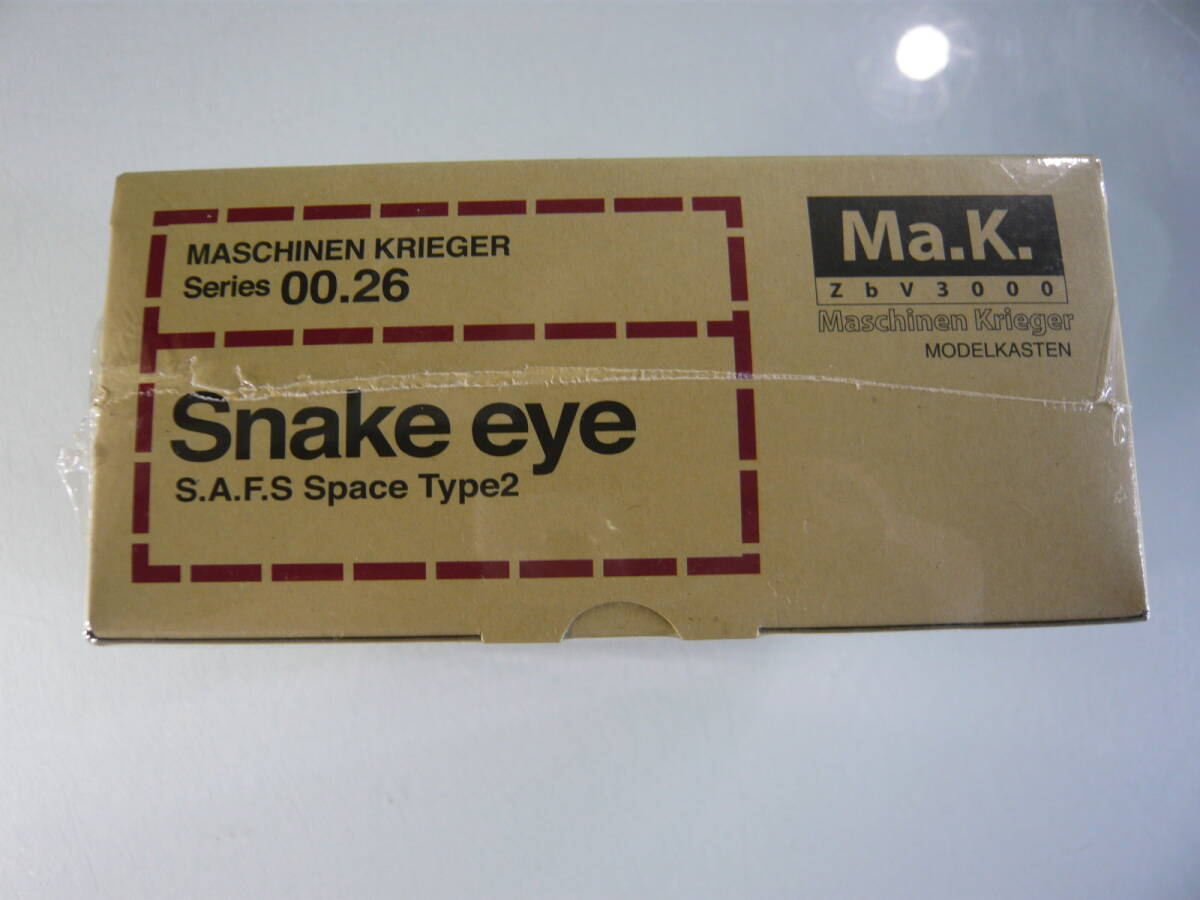 MASCHINEN KRIEGER
Series 00.26
Snake eye
S.A.F.S Space Type2
Ma.K.
ZbV3000
Maschinen Krieger
MODELKASTEN